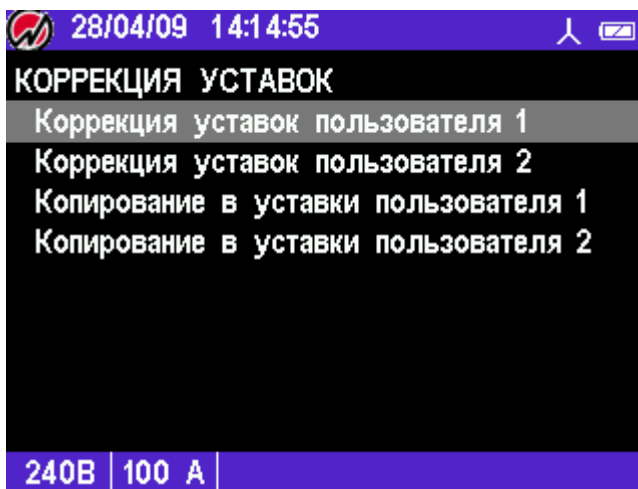 28/04/09 14:14:55
КОРРЕКЦИЯ УСТАВОК
Коррекция уставок пользователя 1
Коррекция уставок пользователя 2
Копирование в уставки пользователя 1
Копирование в уставки пользователя 2
240В 100 А